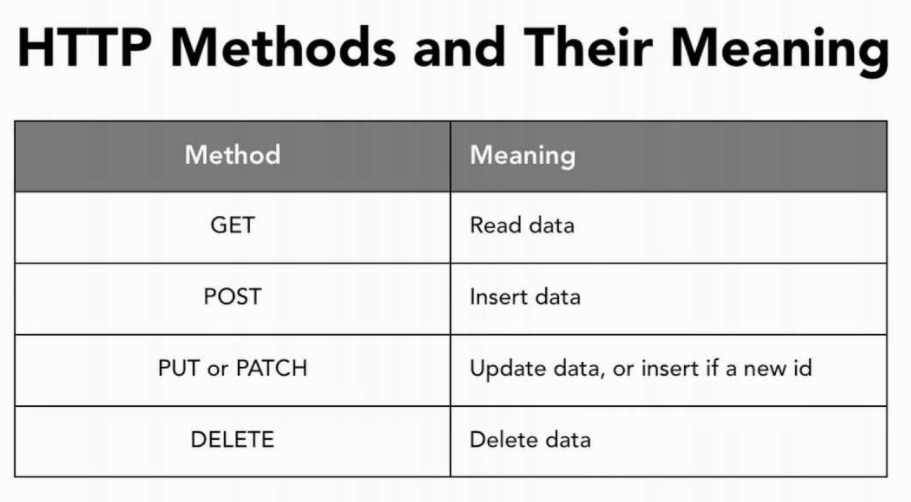 HTTP Methods and Their Meaning
Method Meaning
GET Read data
POST Insert data
PUT or PATCH Update data, or insert if a new id
DELETE Delete data